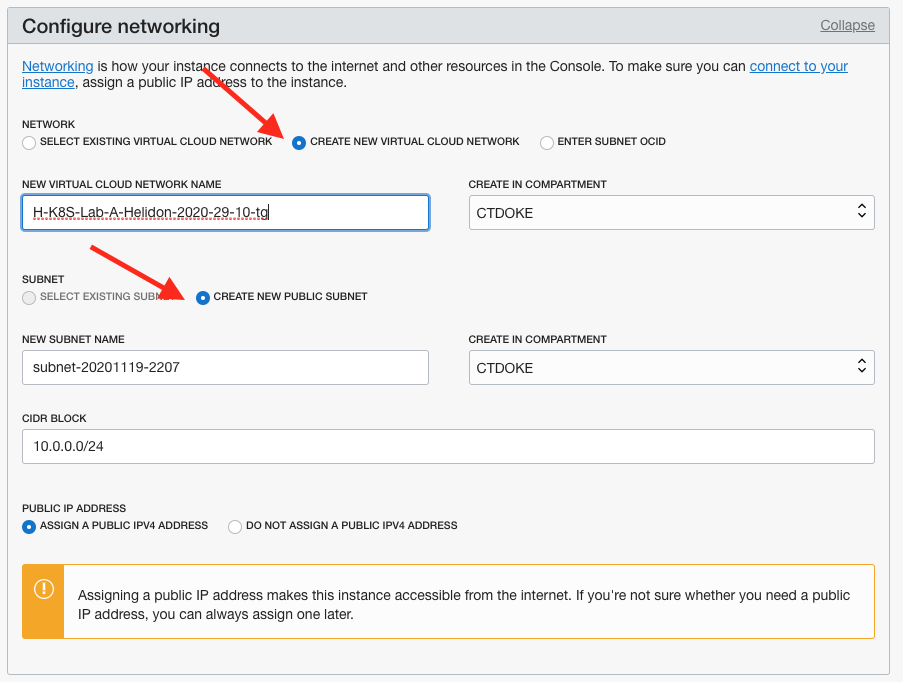 Configure networking
Collapse
Networking is how your instance connects to the internet and other resources in the Console. To make sure you can connect to your
instance, assign a public IP address to the instance.
NETWORK
SELECT EXISTING VIRTUAL CLOUD NETWORK
CREATE NEW VIRTUAL CLOUD NETWORK
ENTER SUBNET OCID
NEW VIRTUAL CLOUD NETWORK NAME
CREATE IN COMPARTMENT
H-K8S-Lab-A-Helidon-2020-29-10-tg
CTDOKE
SUBNET
SELECT EXISTING SUBNET
CREATE NEW PUBLIC SUBNET
NEW SUBNET NAME
CREATE IN COMPARTMENT
subnet-20201119-2207
CTDOKE
CIDR BLOCK
10.0.0.0/24
PUBLIC IP ADDRESS
ASSIGN A PUBLIC IPV4 ADDRESS
DO NOT ASSIGN A PUBLIC IPV4 ADDRESS
Assigning a public IP address makes this instance accessible from the internet. If you're not sure whether you need a public
IP address, you can always assign one later.